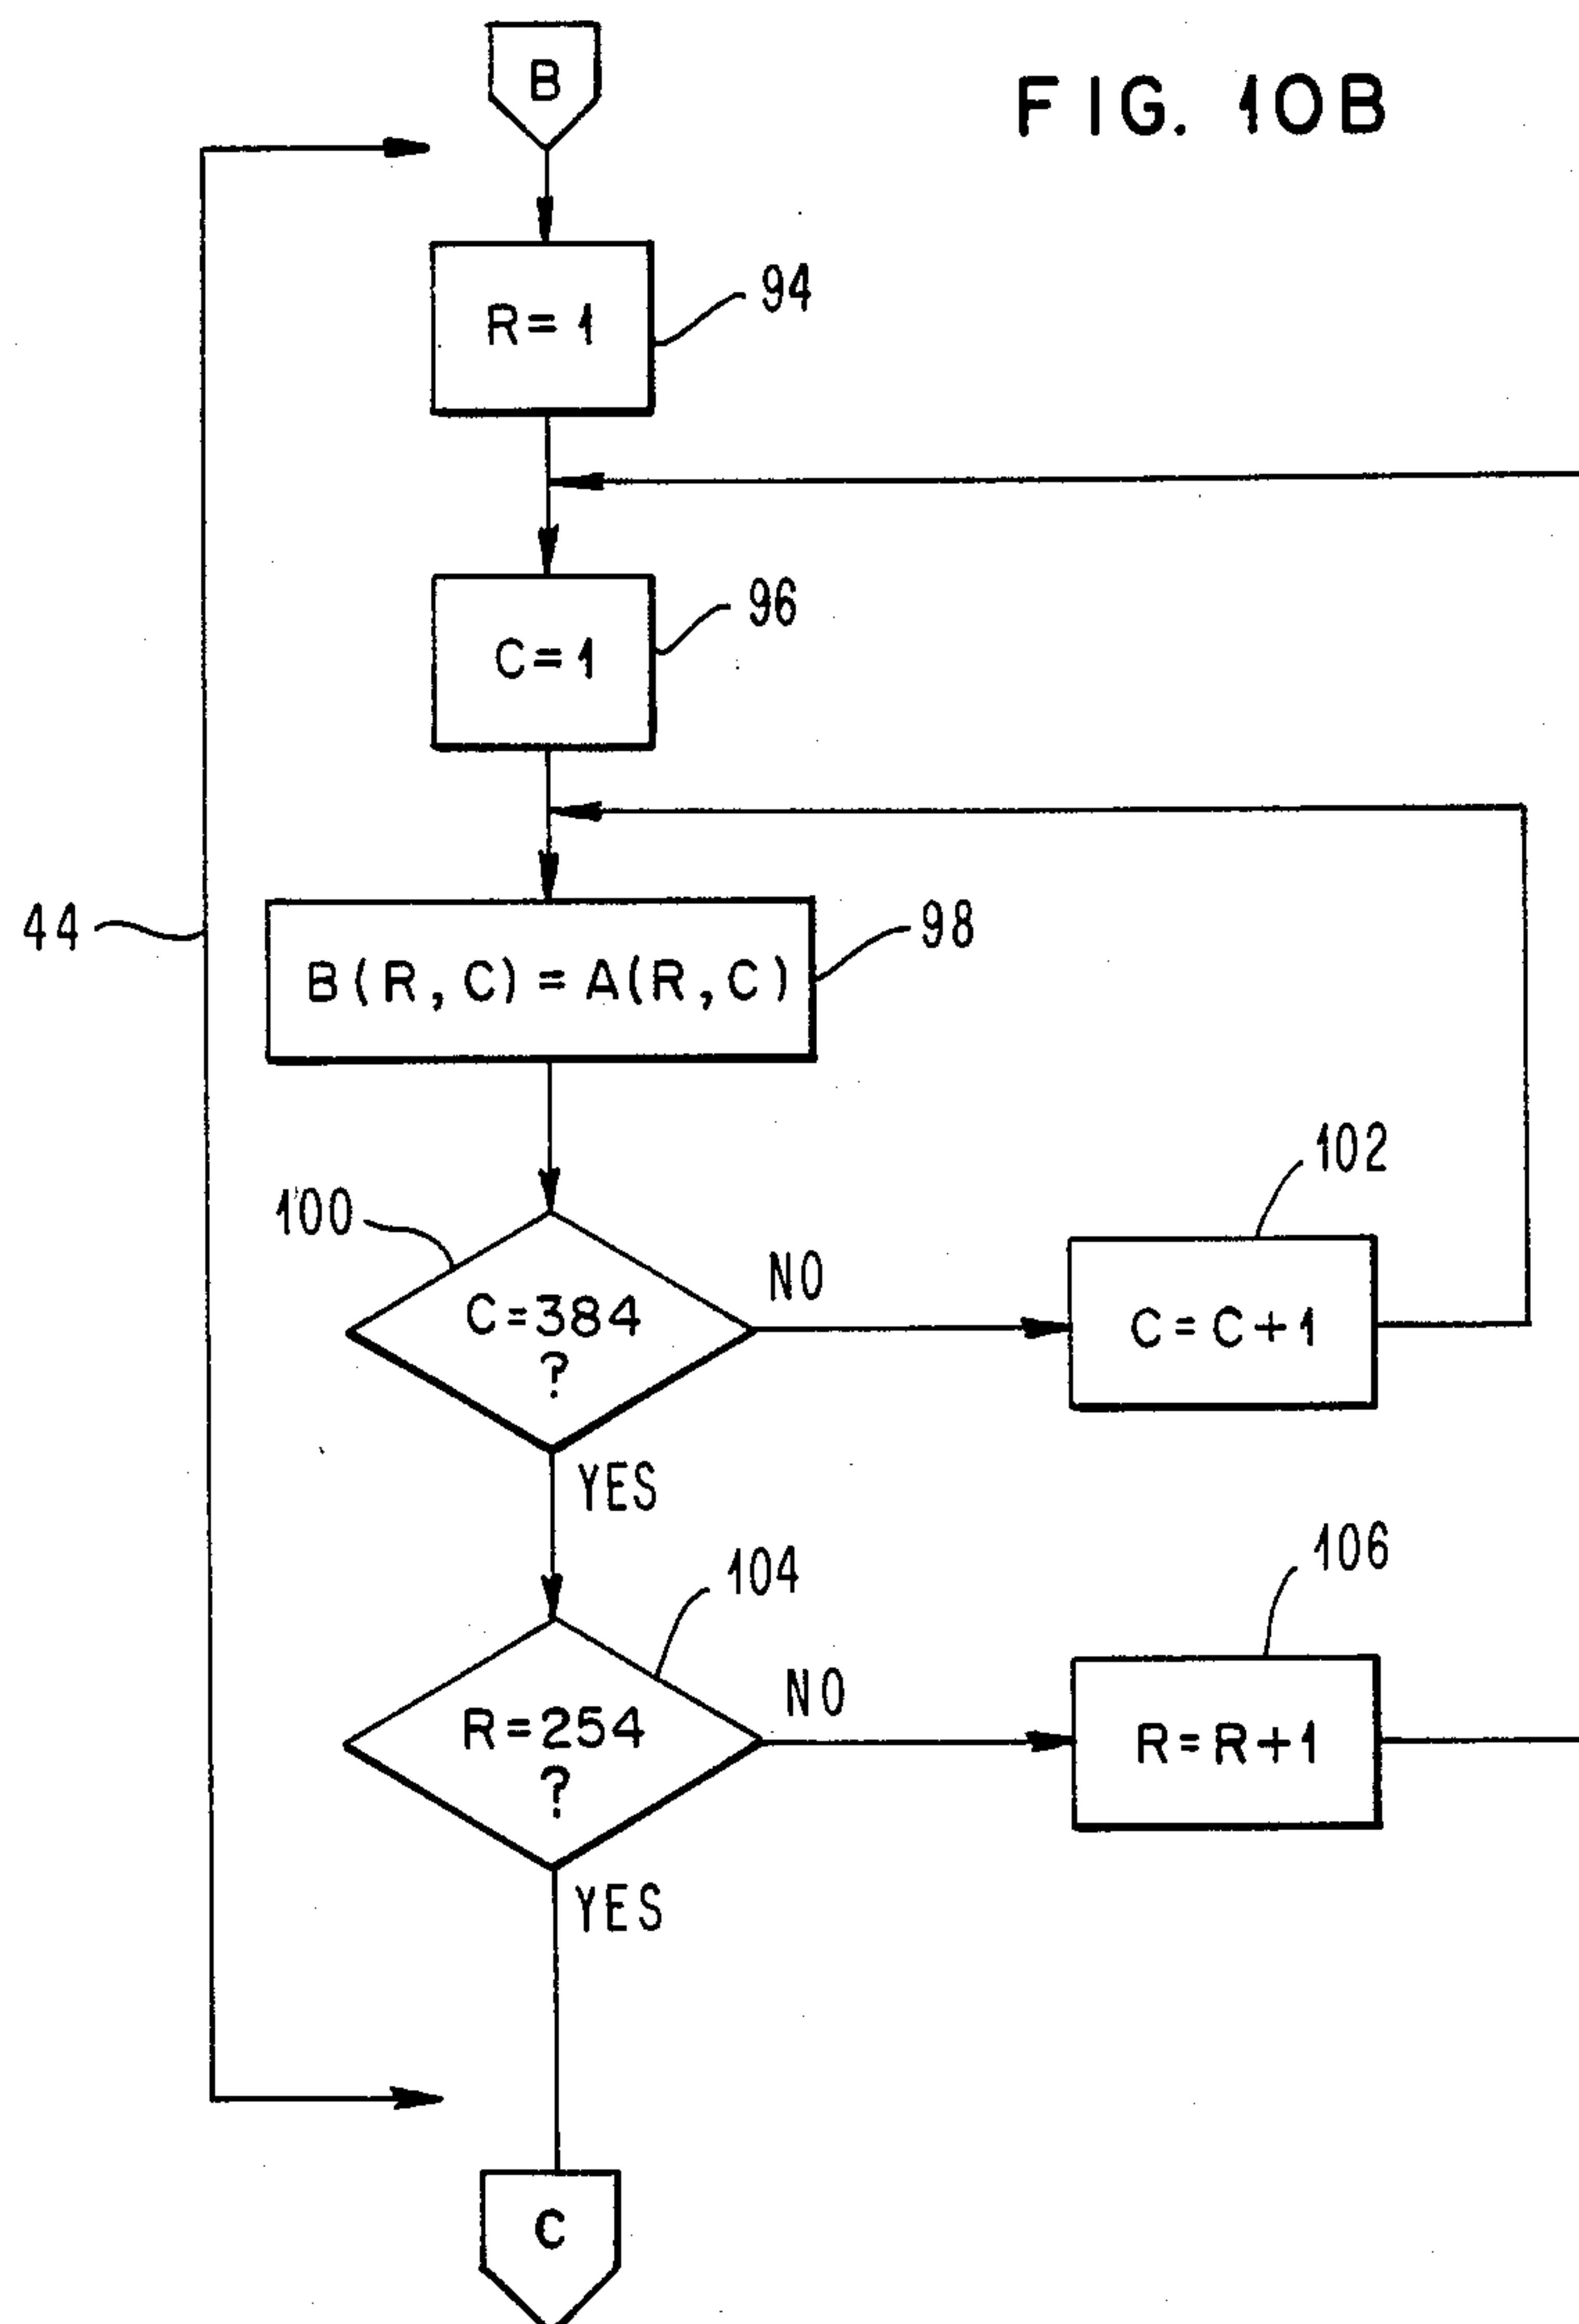 B
FIG. 10B
R=1
94
C=1
96
44
B(R,C)=A(R,C)
98
100
C=384
?
NO
102
C=C+1
YES
104
R=254
?
NO
106
R=R+1
YES
C